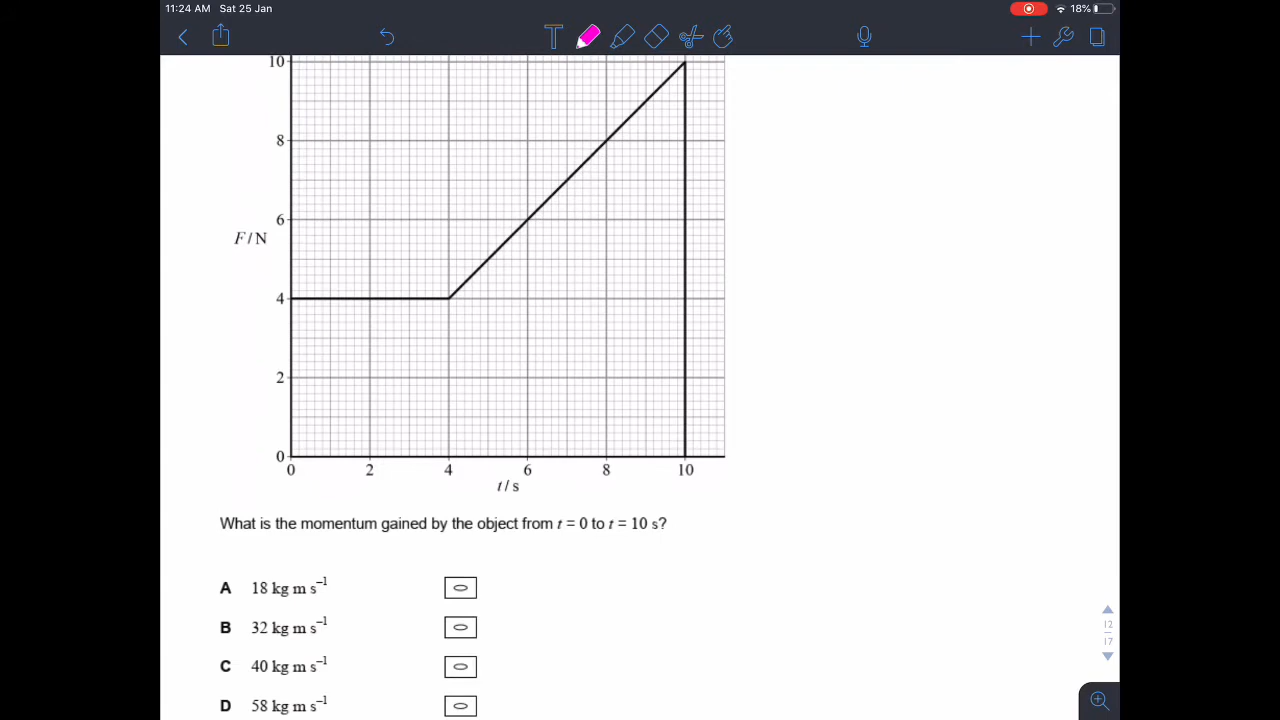 11:24 AM Sat 25 Jan 18%
T
10
8
6
F / N
4
2
0
0 2 4 6 8 10
t / s
What is the momentum gained by the object from t = 0 to t = 10 s?
A 18 kg m s⁻¹
B 32 kg m s⁻¹
C 40 kg m s⁻¹
D 58 kg m s⁻¹
12
17